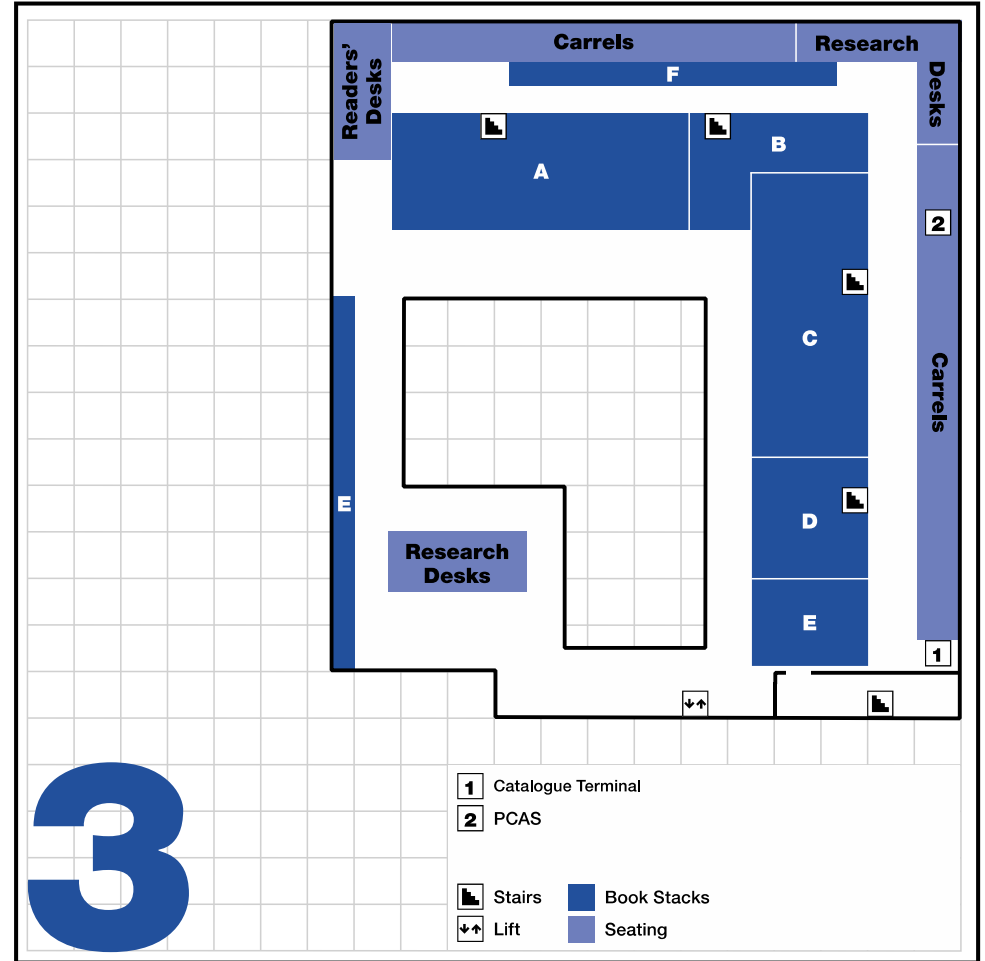 Readers'
Desks
Carrels
Research
Desks
F
A
B
2
C
Carrels
E
D
Research
Desks
E
1
3
1 Catalogue Terminal
2 PCAS
Stairs
Book Stacks
Lift
Seating